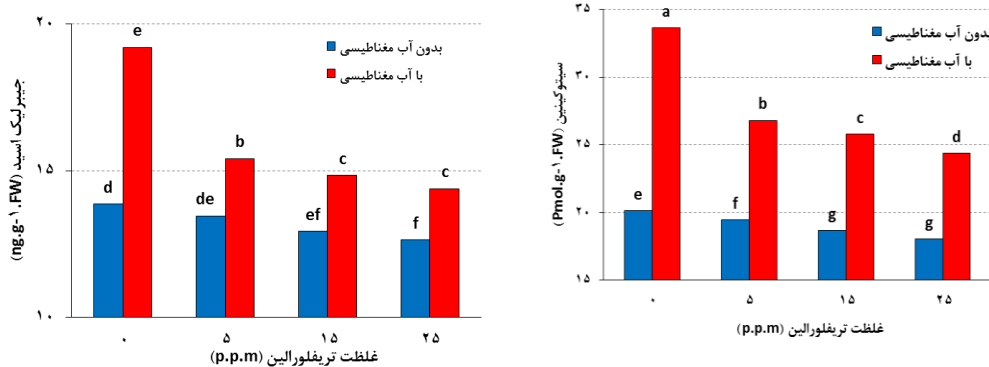 ۲۰
۱۵
۱۰
جیبرلیک اسید (ng.g-۱.FW)
بدون آب مغناطیسی
با آب مغناطیسی
e
b
c
c
d
de
ef
f
۰ ۵ ۱۵ ۲۵
غلظت تریفلورالین (p.p.m)
۳۵
۳۰
۲۵
۲۰
۱۵
سیتوکینین (Pmol.g-۱.FW)
بدون آب مغناطیسی
با آب مغناطیسی
a
b
c
d
e
f
g
g
۰ ۵ ۱۵ ۲۵
غلظت تریفلورالین (p.p.m)